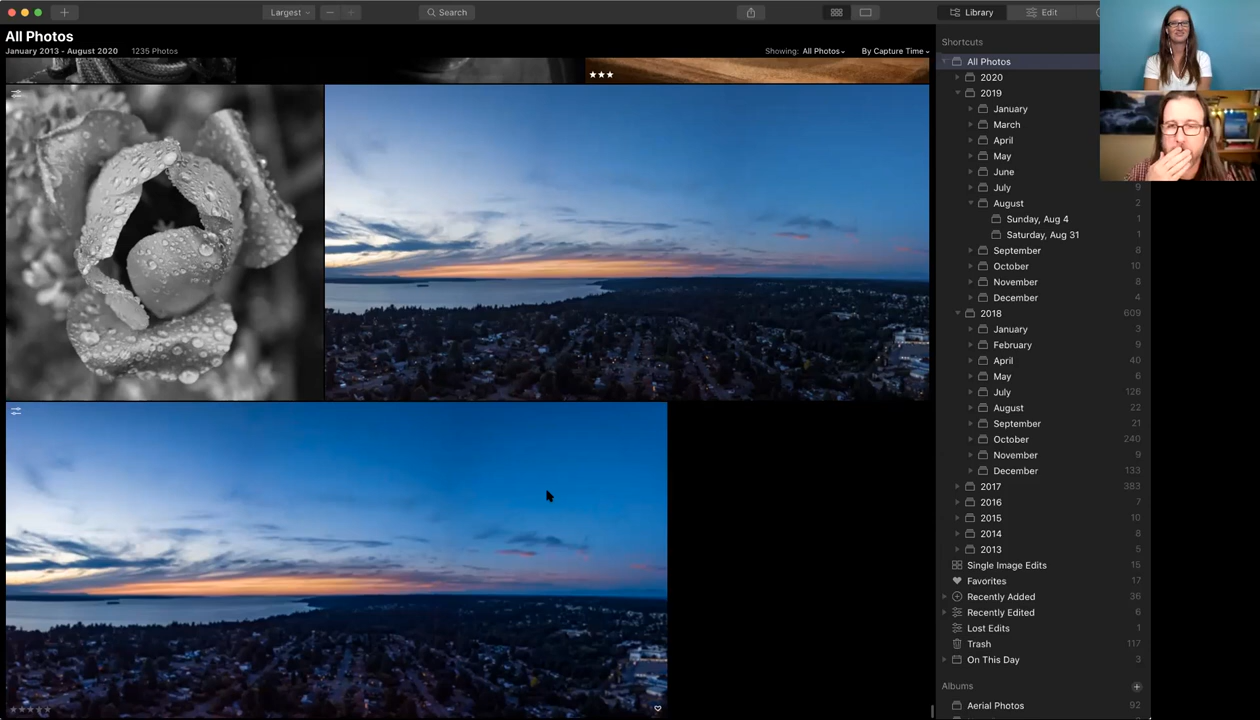 Largest
Search
Library
Edit
All Photos
January 2013 - August 2020 1235 Photos
Showing: All Photos
By Capture Time
Shortcuts
All Photos
2020
2019
January
March
April
May
June
July 9
August 2
Sunday, Aug 4 1
Saturday, Aug 31 1
September 8
October 10
November 8
December 4
2018 609
January 3
February 9
April 40
May 6
July 126
August 22
September 21
October 240
November 9
December 133
2017 383
2016 7
2015 10
2014 8
2013 5
Single Image Edits 15
Favorites 17
Recently Added 36
Recently Edited 6
Lost Edits 1
Trash 117
On This Day 3
Albums
Aerial Photos 92